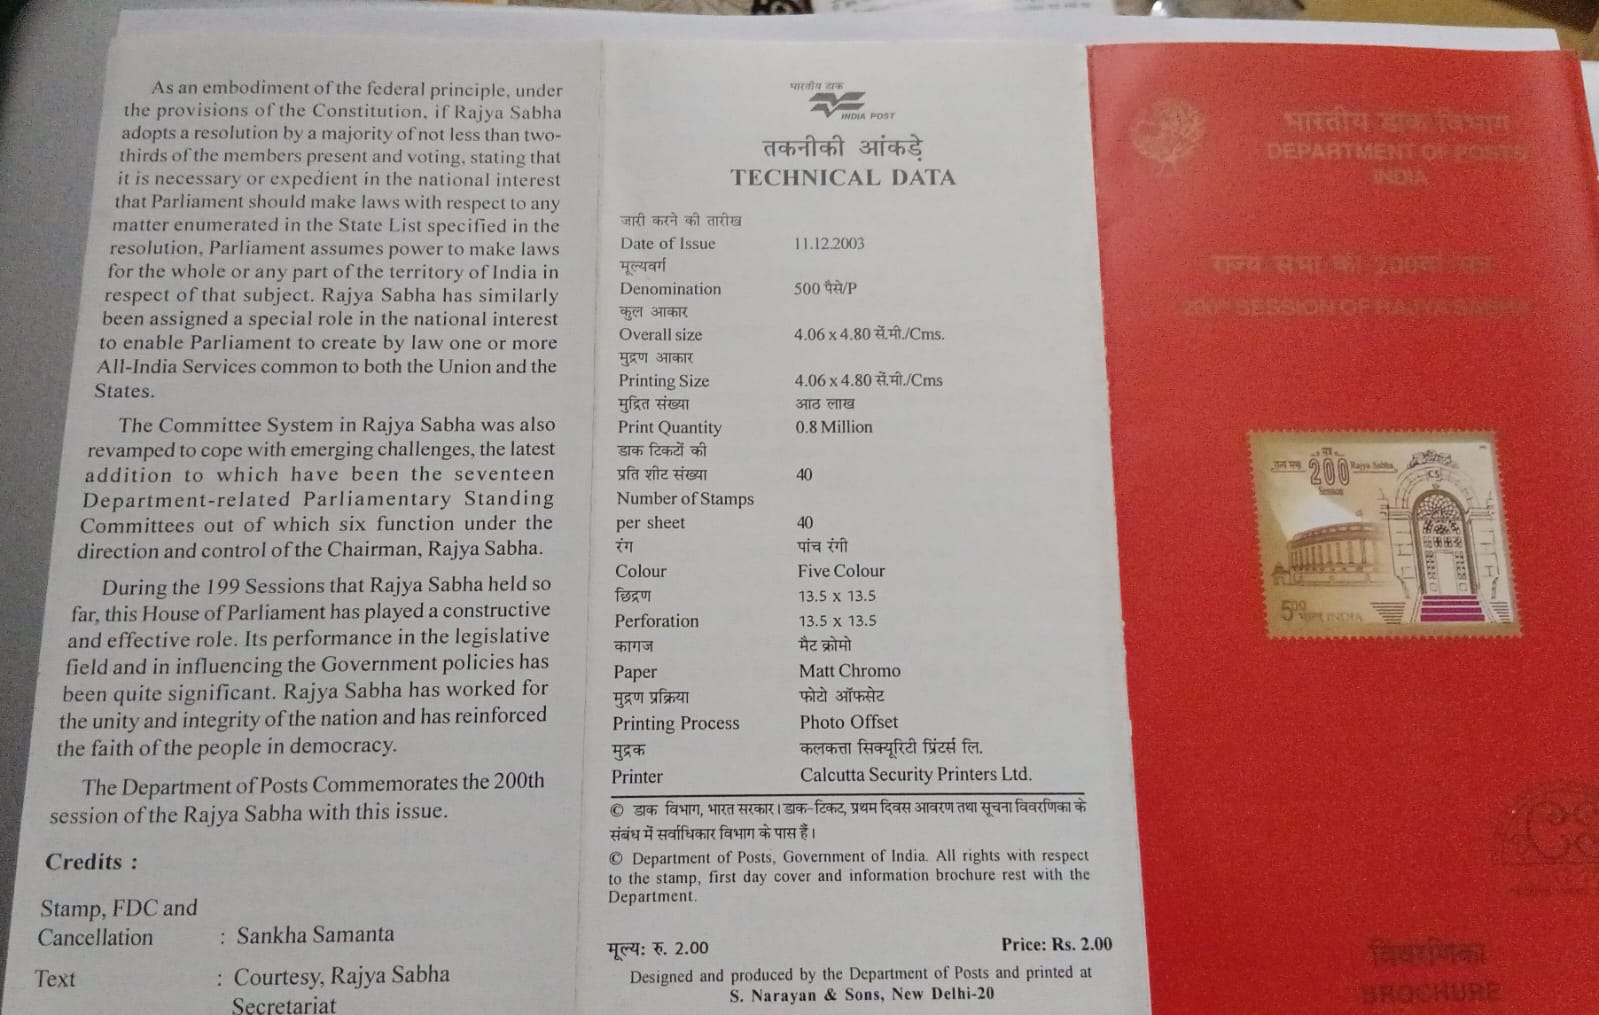 As an embodiment of the federal principle, under
the provisions of the Constitution, if Rajya Sabha
adopts a resolution by a majority of not less than two-
thirds of the members present and voting, stating that
it is necessary or expedient in the national interest
that Parliament should make laws with respect to any
matter enumerated in the State List specified in the
resolution, Parliament assumes power to make laws
for the whole or any part of the territory of India in
respect of that subject. Rajya Sabha has similarly
been assigned a special role in the national interest
to enable Parliament to create by law one or more
All-India Services common to both the Union and the
States.
The Committee System in Rajya Sabha was also
revamped to cope with emerging challenges, the latest
addition to which have been the seventeen
Department-related Parliamentary Standing
Committees out of which six function under the
direction and control of the Chairman, Rajya Sabha.
During the 199 Sessions that Rajya Sabha held so
far, this House of Parliament has played a constructive
and effective role. Its performance in the legislative
field and in influencing the Government policies has
been quite significant. Rajya Sabha has worked for
the unity and integrity of the nation and has reinforced
the faith of the people in democracy.
The Department of Posts Commemorates the 200th
session of the Rajya Sabha with this issue.
Credits :
Stamp, FDC and
Cancellation : Sankha Samanta
Text : Courtesy, Rajya Sabha
Secretariat
भारतीय डाक
INDIA POST
तकनीकी आंकड़े
TECHNICAL DATA
जारी करने की तारीख
Date of Issue 11.12.2003
मूल्यवर्ग
Denomination 500 पैसे/P
कुल आकार
Overall size 4.06 x 4.80 सें.मी./Cms.
मुद्रण आकार
Printing Size 4.06 x 4.80 सें.मी./Cms
मुद्रित संख्या आठ लाख
Print Quantity 0.8 Million
डाक टिकटों की
प्रति शीट संख्या 40
Number of Stamps
per sheet 40
रंग पांच रंगी
Colour Five Colour
छिद्रण 13.5 x 13.5
Perforation 13.5 x 13.5
कागज मैट क्रोमो
Paper Matt Chromo
मुद्रण प्रक्रिया फोटो ऑफसेट
Printing Process Photo Offset
मुद्रक कलकत्ता सिक्यूरिटी प्रिंटर्स लि.
Printer Calcutta Security Printers Ltd.
© डाक विभाग, भारत सरकार। डाक-टिकट, प्रथम दिवस आवरण तथा सूचना विवरणिका के
संबंध में सर्वाधिकार विभाग के पास हैं।
© Department of Posts, Government of India. All rights with respect
to the stamp, first day cover and information brochure rest with the
Department.
मूल्य: रु. 2.00 Price: Rs. 2.00
Designed and produced by the Department of Posts and printed at
S. Narayan & Sons, New Delhi-20
भारतीय डाक विभाग
DEPARTMENT OF POSTS
INDIA
राज्य सभा का 200वां सत्र
200th SESSION OF RAJYA SABHA
सत्र
राज्य सभा 200 Rajya Sabha
Session
CS
500
भारत INDIA
विवरणिका
BROCHURE